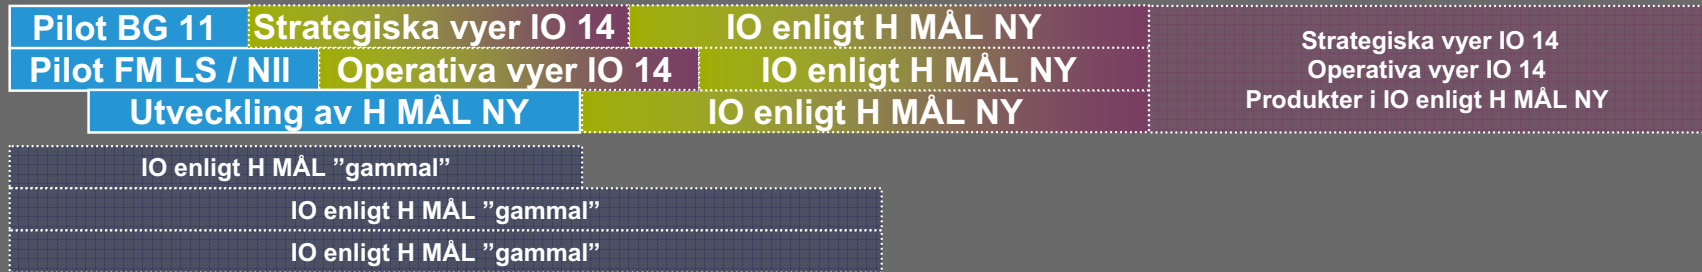 Pilot BG 11 Strategiska vyer IO 14 IO enligt H MÅL NY
Pilot FM LS / NII Operativa vyer IO 14 IO enligt H MÅL NY
Utveckling av H MÅL NY IO enligt H MÅL NY
Strategiska vyer IO 14
Operativa vyer IO 14
Produkter i IO enligt H MÅL NY
IO enligt H MÅL ”gammal”
IO enligt H MÅL ”gammal”
IO enligt H MÅL ”gammal”